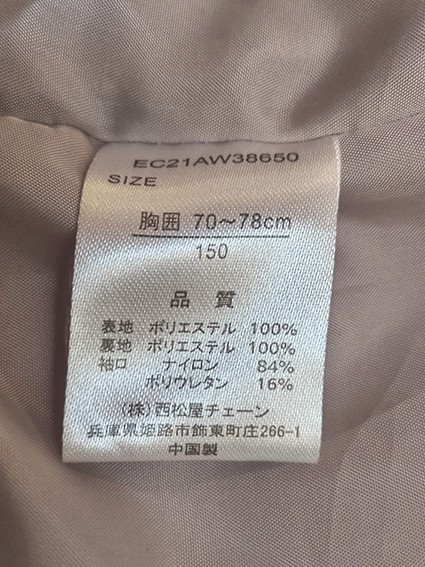 EC21AW38650
SIZE
胸囲 70～78cm
150
品質
表地 ポリエステル 100%
裏地 ポリエステル 100%
袖口 ナイロン 84%
ポリウレタン 16%
(株)西松屋チェーン
兵庫県姫路市飾東町庄266-1
中国製